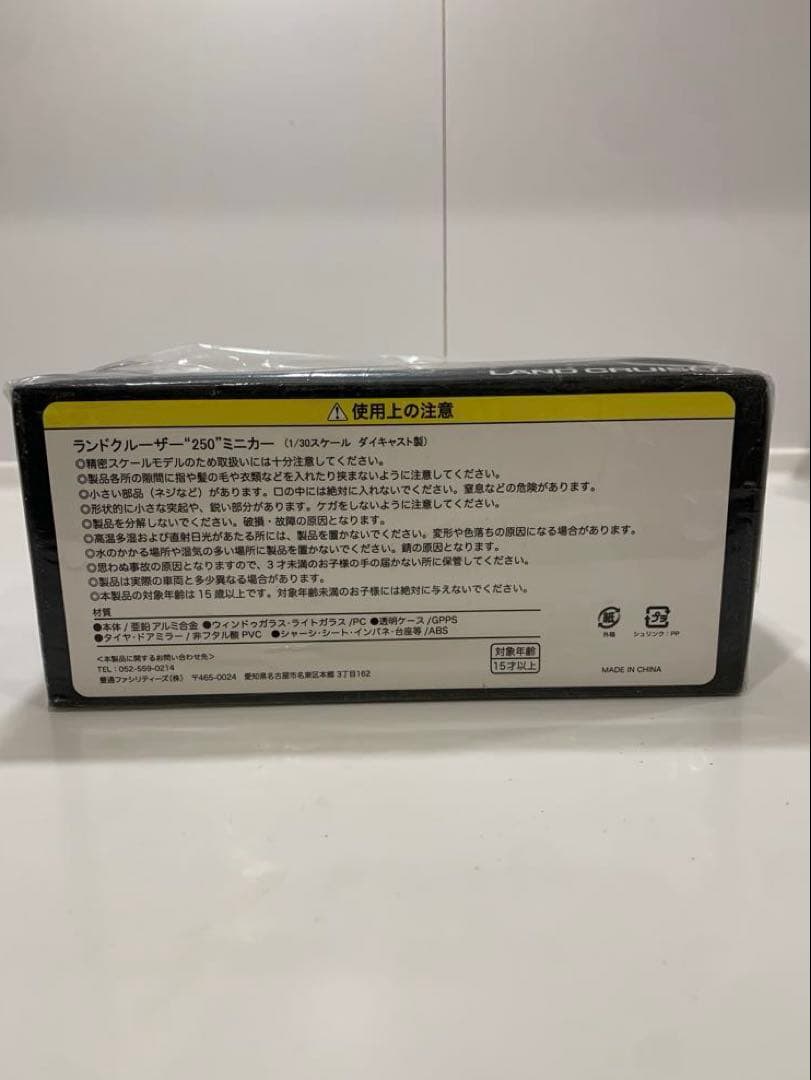 LAND CRUISER
⚠使用上の注意
ランドクルーザー“250”ミニカー (1/30スケール ダイキャスト製)
◎精密スケールモデルのため取扱いには十分注意してください。
◎製品各所の隙間に指や髪の毛や衣類などを入れたり挟まないように注意してください。
◎小さい部品（ネジなど）があります。口の中には絶対に入れないでください。窒息などの危険があります。
◎形状的に小さな突起や、鋭い部分があります。ケガをしないように注意してください。
◎製品を分解しないでください。破損・故障の原因となります。
◎高温多湿および直射日光があたる所には、製品を置かないでください。変形や色落ちの原因になる場合があります。
◎水のかかる場所や湿気の多い場所に製品を置かないでください。錆の原因となります。
◎思わぬ事故の原因となりますので、3才未満のお子様の手の届かない所に保管してください。
◎製品は実際の車両と多少異なる場合があります。
◎本製品の対象年齢は15歳以上です。対象年齢未満のお子様には絶対に与えないでください。
材質
●本体/亜鉛アルミ合金 ●ウィンドゥガラス・ライトガラス/PC ●透明ケース/GPPS
●タイヤ・ドアミラー/非フタル酸PVC ●シャーシ・シート・インパネ・台座等/ABS
紙 プラ
外箱 シュリンク：PP
<本製品に関するお問い合わせ先>
TEL：052-559-0214
豊通ファシリティーズ(株) 〒465-0024 愛知県名古屋市名東区本郷3丁目162
対象年齢
15才以上
MADE IN CHINA